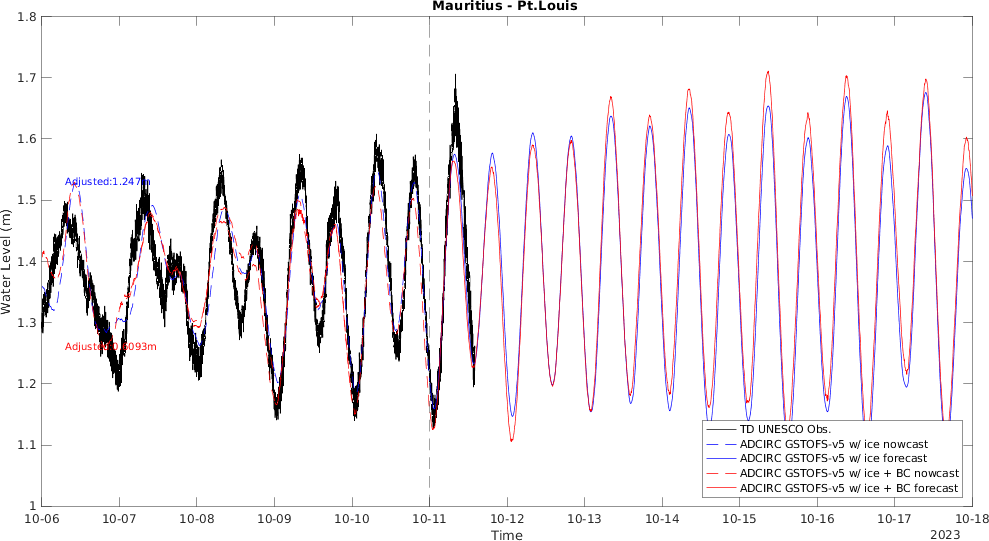 Mauritius - Pt.Louis
1.8
1.7
1.6
1.5
1.4
1.3
1.2
1.1
1
Water Level (m)
Adjusted:1.247m
TD UNESCO Obs.
ADCIRC GSTOFS-v5 w/ ice nowcast
ADCIRC GSTOFS-v5 w/ ice forecast
ADCIRC GSTOFS-v5 w/ ice + BC nowcast
ADCIRC GSTOFS-v5 w/ ice + BC forecast
10-06 10-07 10-08 10-09 10-10 10-11 10-12 10-13 10-14 10-15 10-16 10-17 10-18
Time
2023